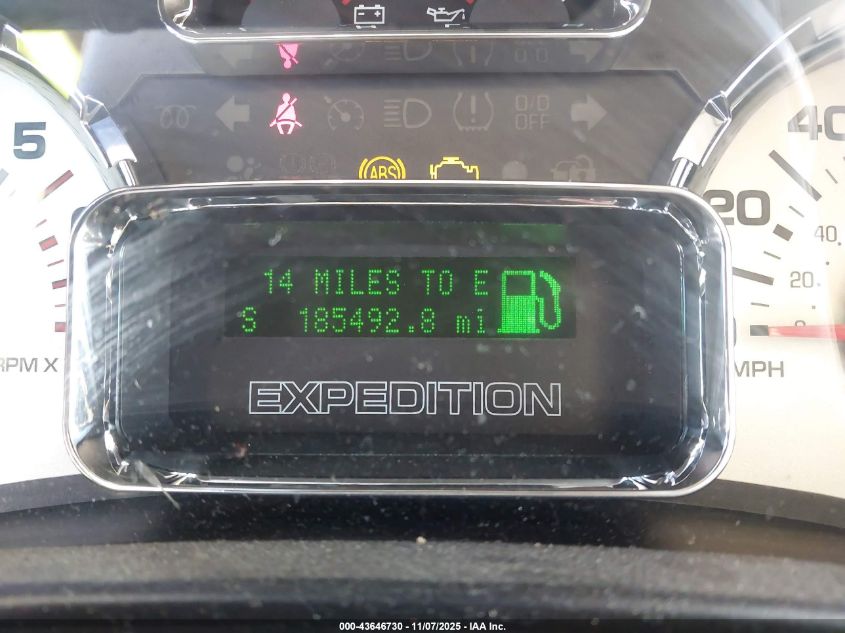 O/D
OFF
5
40
ABS
20
40
20
0
14 MILES TO E
S 185492.8 mi
RPM X
MPH
EXPEDITION
000-43646730 - 11/07/2025 - IAA Inc.